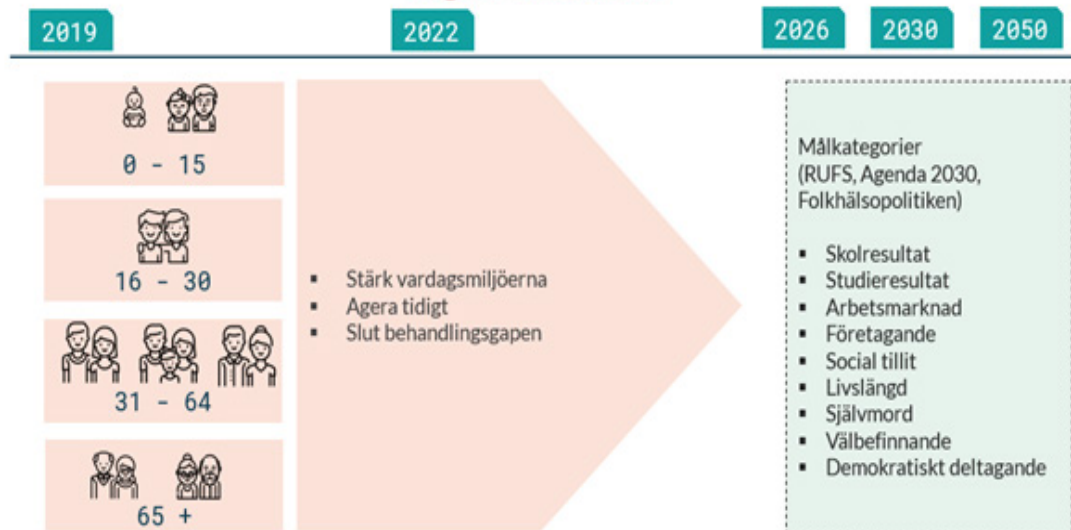 2019
2022
2026
2030
2050
0 - 15
16 - 30
31 - 64
65 +
▪ Stärk vardagsmiljöerna
▪ Agera tidigt
▪ Slut behandlingsgapen
Målkategorier
(RUFS, Agenda 2030,
Folkhälsopolitiken)
▪ Skolresultat
▪ Studieresultat
▪ Arbetsmarknad
▪ Företagande
▪ Social tillit
▪ Livslängd
▪ Självmord
▪ Välbefinnande
▪ Demokratiskt deltagande